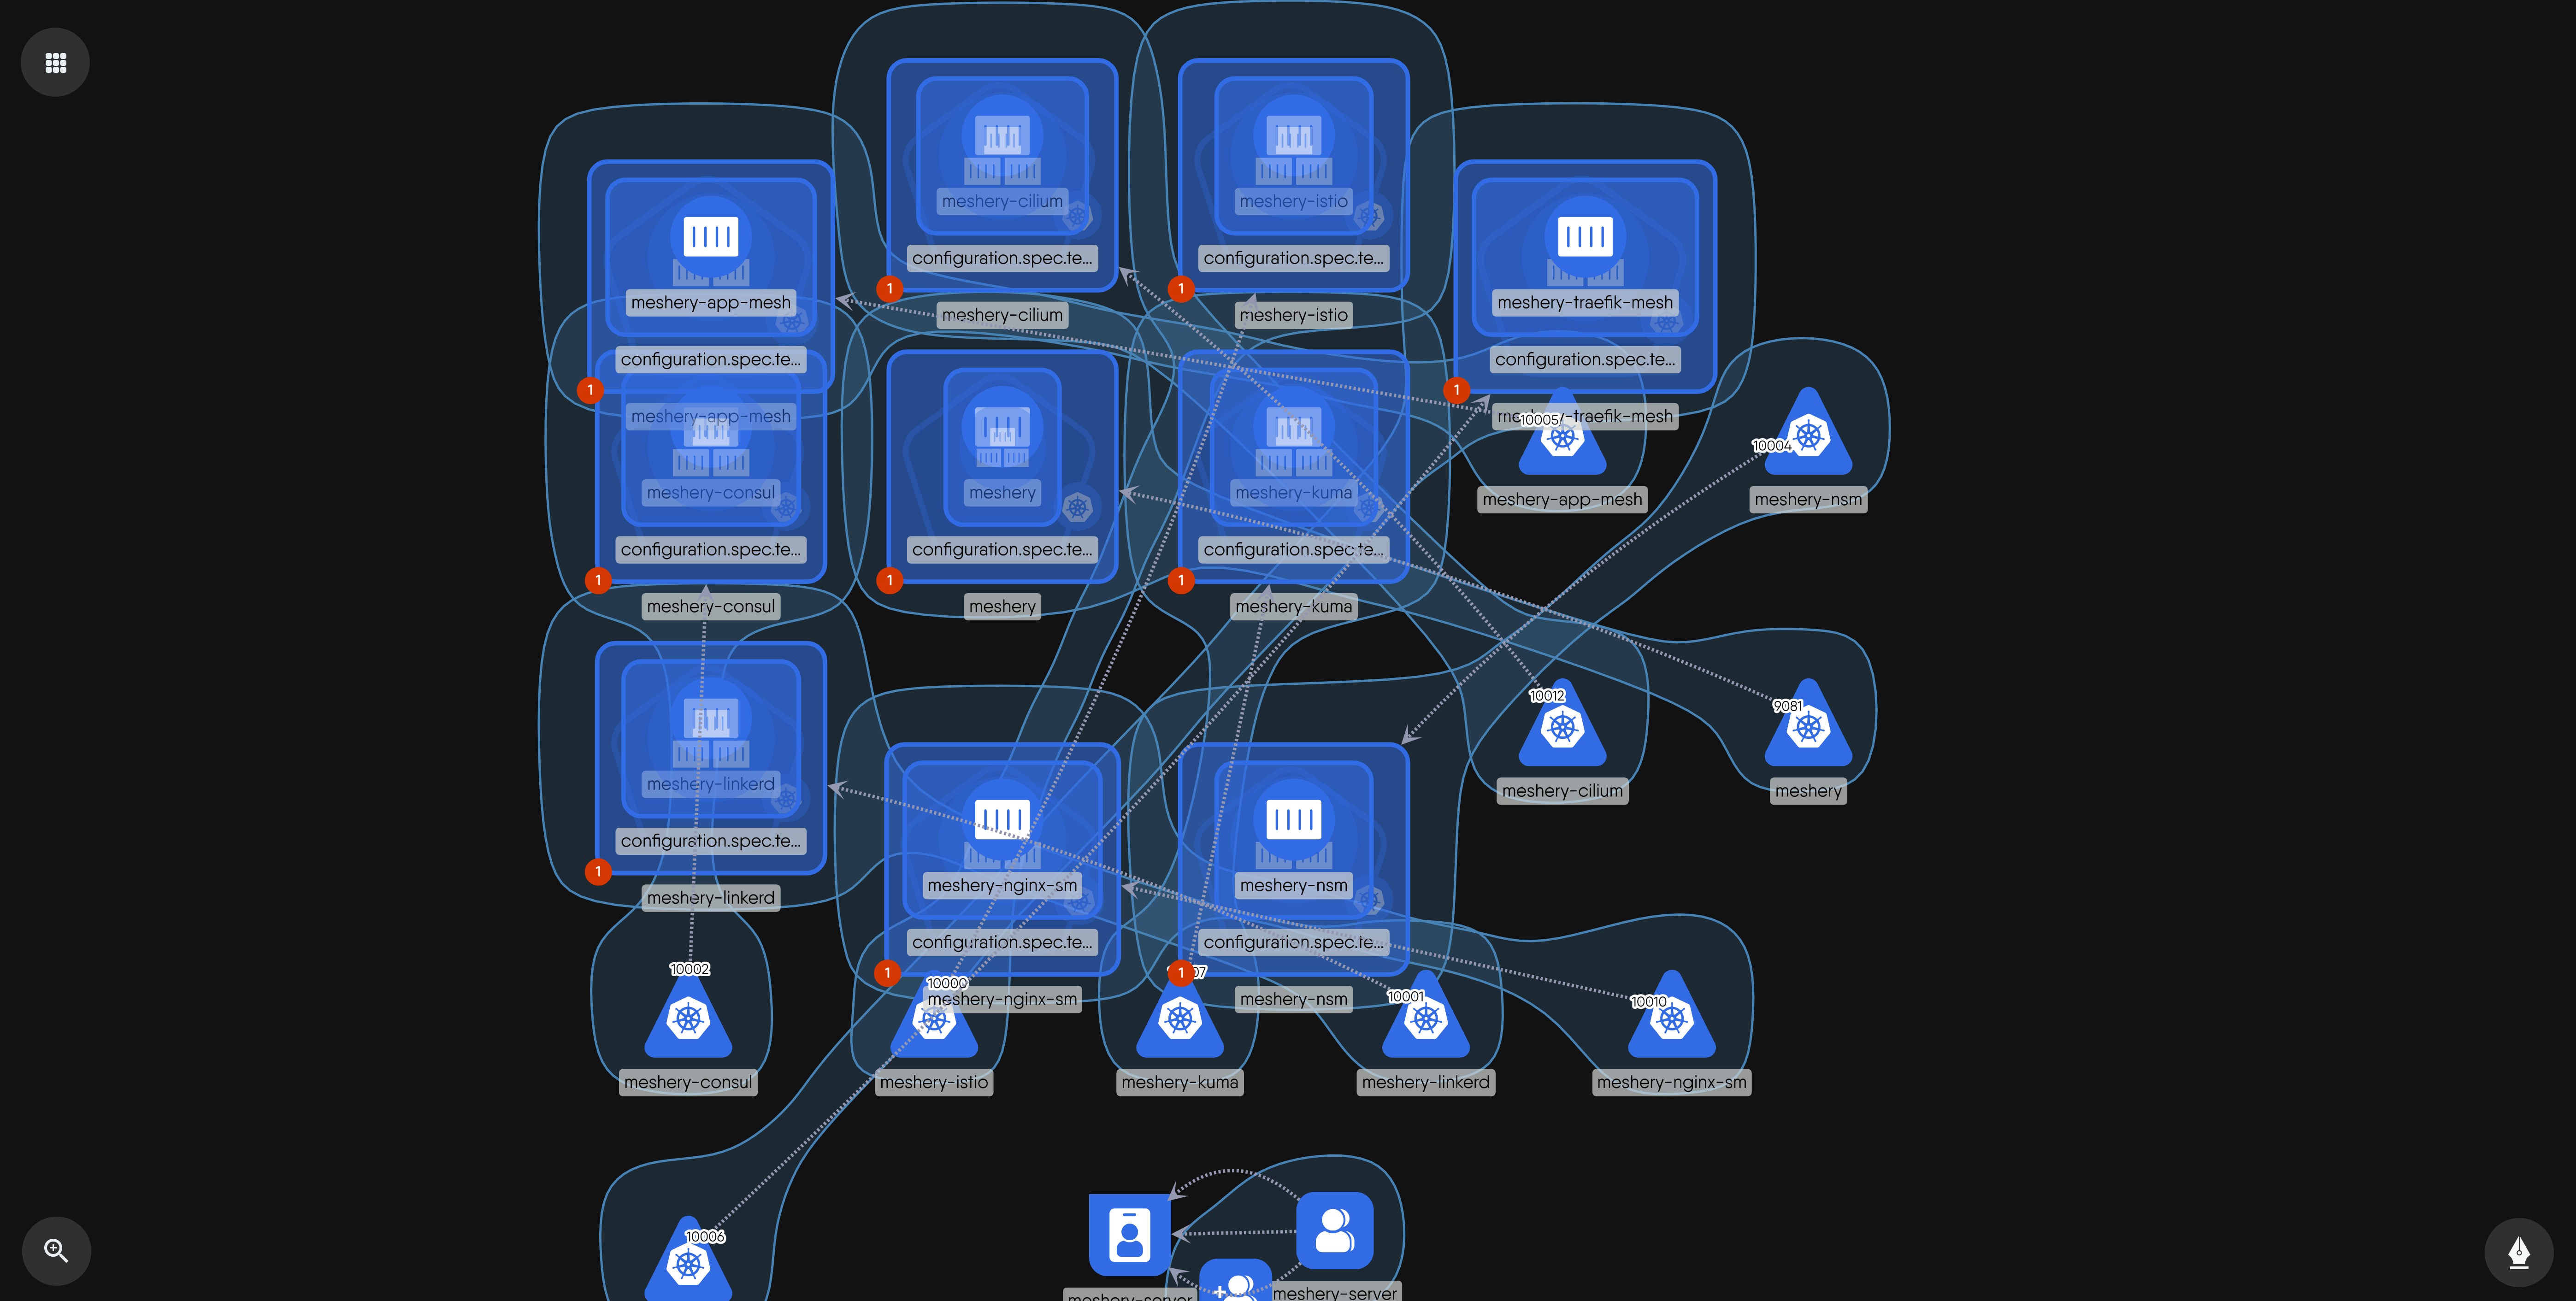 meshery-cilium
configuration.spec.te...
1
meshery-cilium
meshery-istio
configuration.spec.te...
1
meshery-istio
meshery-app-mesh
configuration.spec.te...
1
meshery-app-mesh
meshery-traefik-mesh
configuration.spec.te...
1
meshery-traefik-mesh
10005
meshery-app-mesh
10004
meshery-nsm
meshery-consul
configuration.spec.te...
1
meshery-consul
meshery
configuration.spec.te...
1
meshery
meshery-kuma
configuration.spec.te...
1
meshery-kuma
10012
meshery-cilium
9081
meshery
meshery-linkerd
configuration.spec.te...
1
meshery-linkerd
meshery-nginx-sm
configuration.spec.te...
1
meshery-nginx-sm
meshery-nsm
configuration.spec.te...
1
meshery-nsm
10002
meshery-consul
10000
meshery-istio
meshery-kuma
10001
meshery-linkerd
10010
meshery-nginx-sm
10006
meshery-server
meshery-server